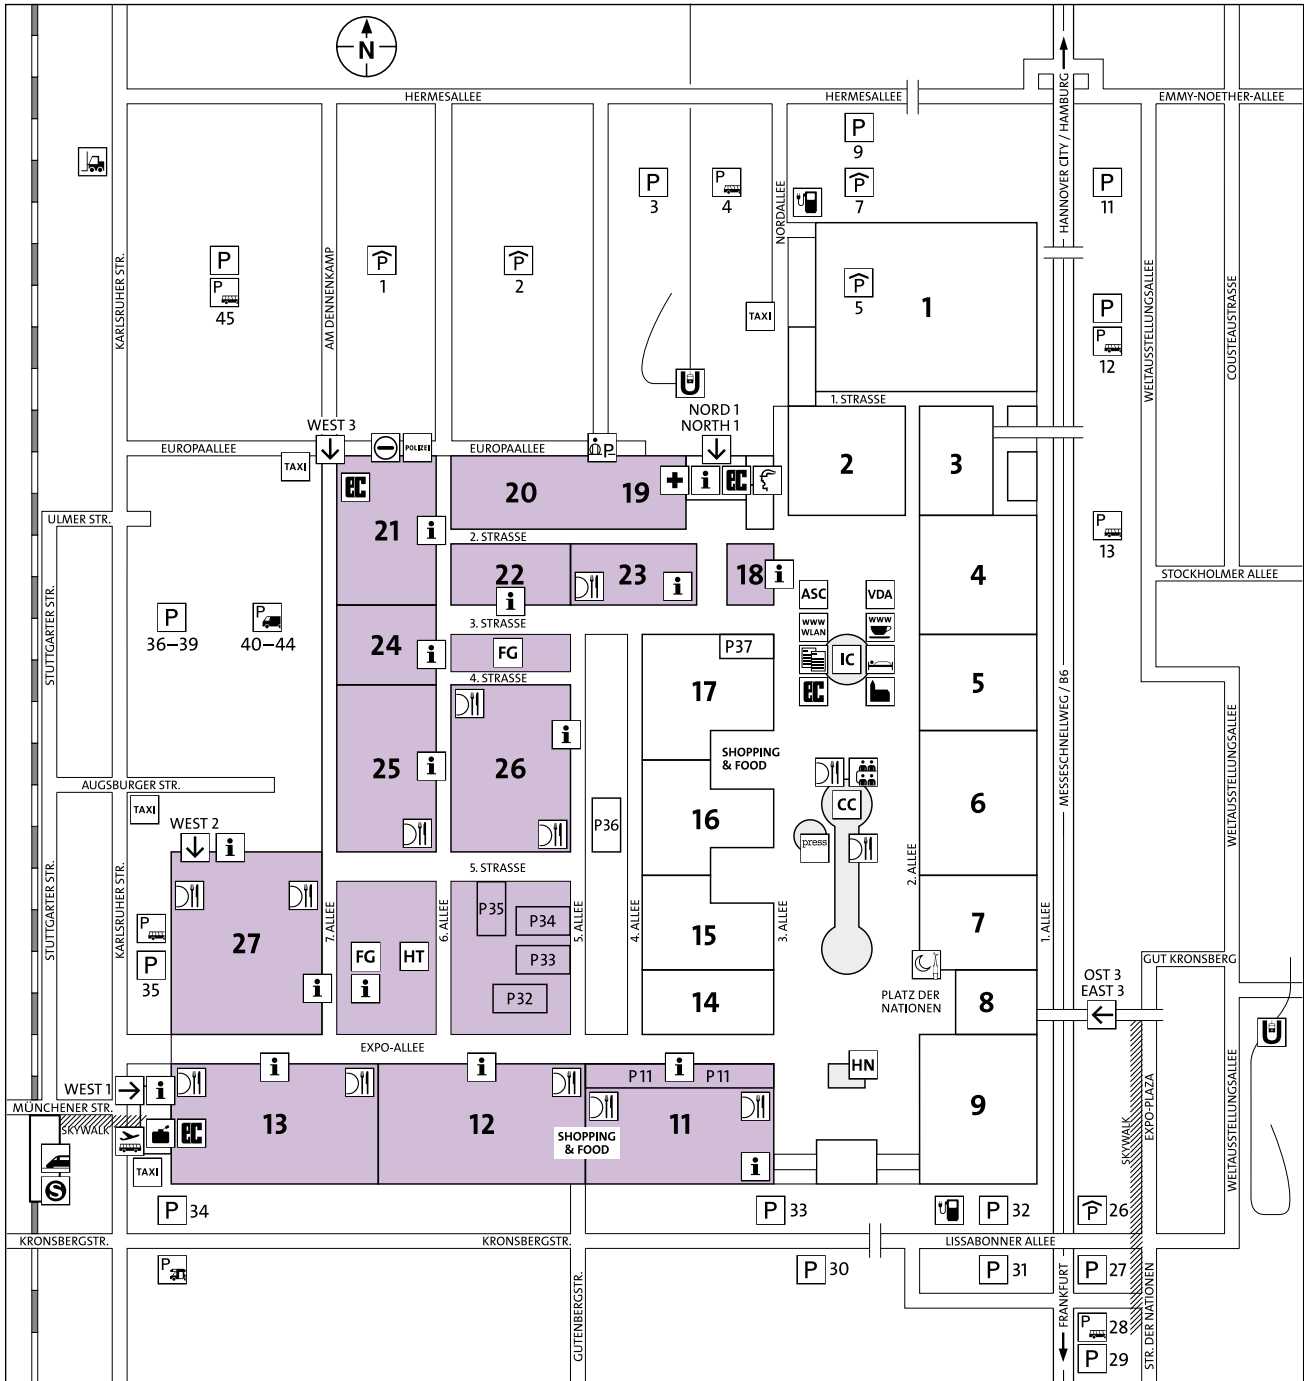 N
HERMESALLEE
HERMESALLEE
EMMY-NOETHER-ALLEE
HANNOVER CITY / HAMBURG
P
9
P
7
P
3
P
4
P
11
NORDALLEE
KARLSRUHER STR.
AM DENNENKAMP
WELTAUSSTELLUNGSALLEE
COUSTEAUSTRASSE
P
P
45
P
1
P
2
P
5
1
TAXI
P
P
12
U
1. STRASSE
WEST 3
NORD 1
NORTH 1
EUROPAALLEE
POLIZEI
EUROPAALLEE
P
TAXI
EC
20
19
i
EC
2
3
ULMER STR.
21
i
2. STRASSE
P
13
22
23
18
i
i
i
4
STOCKHOLMER ALLEE
STUTTGARTER STR.
P
36–39
P
40–44
3. STRASSE
ASC
VDA
WWW
WLAN
WWW
24
i
FG
P37
IC
4. STRASSE
EC
17
5
25
i
26
i
SHOPPING
& FOOD
MESSESCHNELLWEG / B6
WELTAUSSTELLUNGSALLEE
AUGSBURGER STR.
TAXI
WEST 2
i
P36
16
CC
press
6
5. STRASSE
2. ALLEE
STUTTGARTER STR.
KARLSRUHER STR.
27
7. ALLEE
6. ALLEE
5. ALLEE
4. ALLEE
3. ALLEE
1. ALLEE
P35
P34
P33
P32
P
P
35
FG
HT
i
i
15
7
14
PLATZ DER
NATIONEN
8
OST 3
EAST 3
GUT KRONSBERG
U
EXPO-ALLEE
WEST 1
i
i
i
P 11
i
P 11
HN
MÜNCHENER STR.
SKYWALK
EC
13
12
11
9
SHOPPING
& FOOD
i
TAXI
S
SKYWALK
EXPO-PLAZA
WELTAUSSTELLUNGSALLEE
P 34
P 33
P 32
P 26
KRONSBERGSTR.
KRONSBERGSTR.
LISSABONNER ALLEE
P
P 30
P 31
P 27
GUTENBERGSTR.
FRANKFURT
STR. DER NATIONEN
P 28
P 29